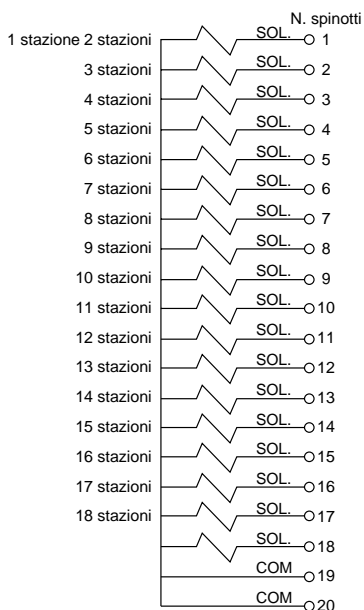 N. spinotti
1 stazione 2 stazioni SOL. 1
3 stazioni SOL. 2
4 stazioni SOL. 3
5 stazioni SOL. 4
6 stazioni SOL. 5
7 stazioni SOL. 6
8 stazioni SOL. 7
9 stazioni SOL. 8
10 stazioni SOL. 9
11 stazioni SOL. 10
12 stazioni SOL. 11
13 stazioni SOL. 12
14 stazioni SOL. 13
15 stazioni SOL. 14
16 stazioni SOL. 15
17 stazioni SOL. 16
18 stazioni SOL. 17
SOL. 18
COM 19
COM 20